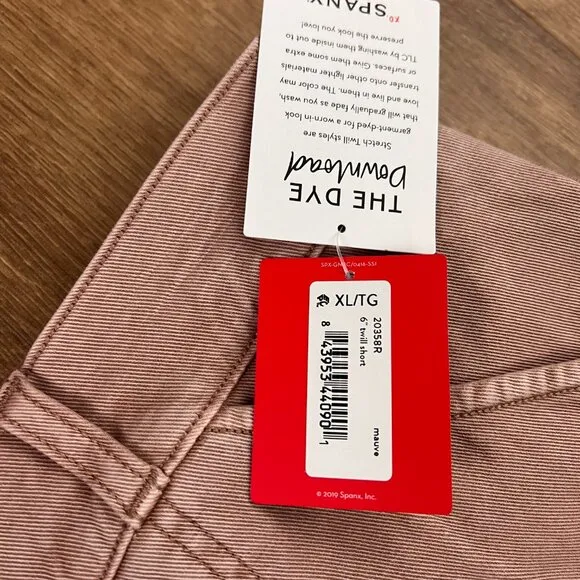 THE DYE
Download
Stretch Twill styles are
garment-dyed for a worn-in look
that will gradually fade as you wash,
love and live in them. The color may
transfer onto other lighter materials
or surfaces. Give them some extra
TLC by washing them inside out to
preserve the look you love!
xo
SPANX
XL/TG
20358R
6" twill short
mauve
8 43953 44090 1
© 2019 Spanx, Inc.